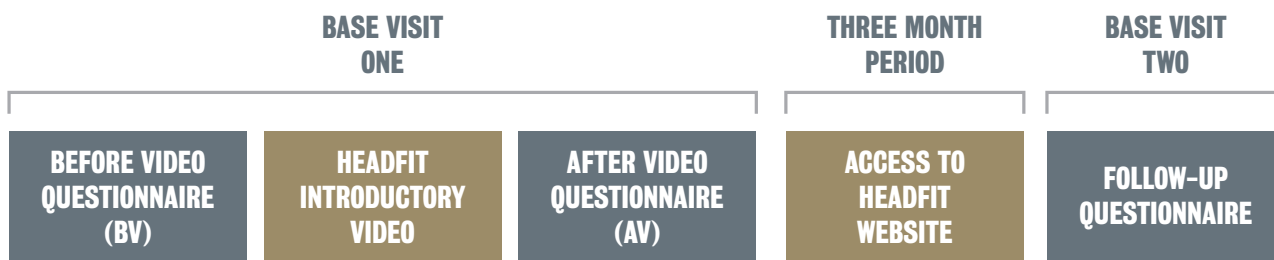 BASE VISIT
ONE
THREE MONTH
PERIOD
BASE VISIT
TWO
BEFORE VIDEO
QUESTIONNAIRE
(BV)
HEADFIT
INTRODUCTORY
VIDEO
AFTER VIDEO
QUESTIONNAIRE
(AV)
ACCESS TO
HEADFIT
WEBSITE
FOLLOW-UP
QUESTIONNAIRE